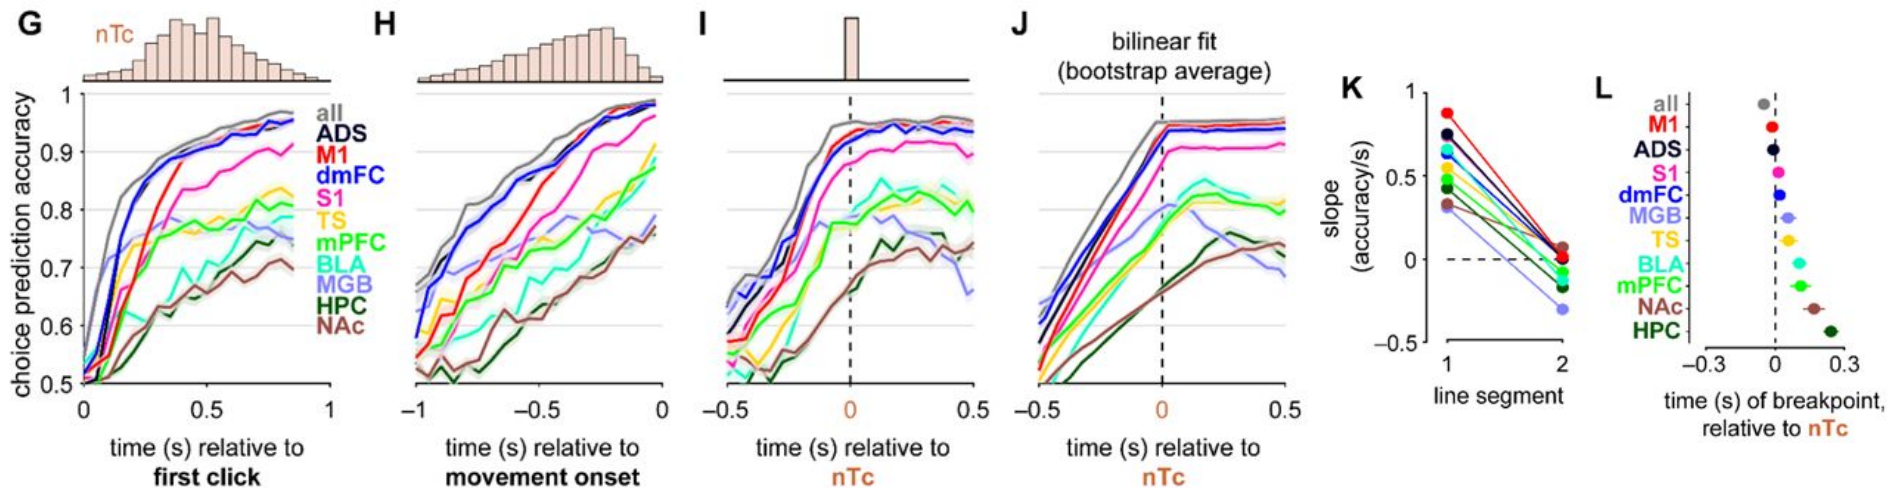 G
nTc
choice prediction accuracy
1
0.9
0.8
0.7
0.6
0.5
0
0.5
1
time (s) relative to
first click
all
ADS
M1
dmFC
S1
TS
mPFC
BLA
MGB
HPC
NAc
H
−1
−0.5
0
time (s) relative to
movement onset
I
−0.5
0
0.5
time (s) relative to
nTc
J
bilinear fit
(bootstrap average)
−0.5
0
0.5
time (s) relative to
nTc
K
slope
(accuracy/s)
1
0.5
0
−0.5
1
2
line segment
L
all
M1
ADS
S1
dmFC
MGB
TS
BLA
mPFC
NAc
HPC
−0.3
0
0.3
time (s) of breakpoint,
relative to nTc